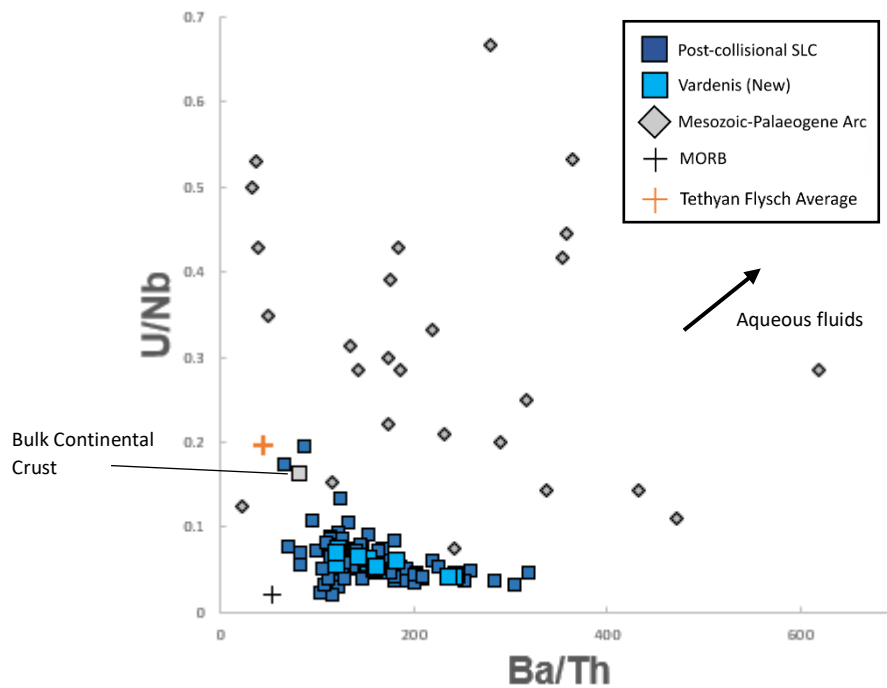 0.7
0.6
0.5
0.4
0.3
0.2
0.1
0
U/Nb
0
200
400
600
Ba/Th
Post-collisional SLC
Vardenis (New)
Mesozoic-Palaeogene Arc
MORB
Tethyan Flysch Average
Aqueous fluids
Bulk Continental
Crust